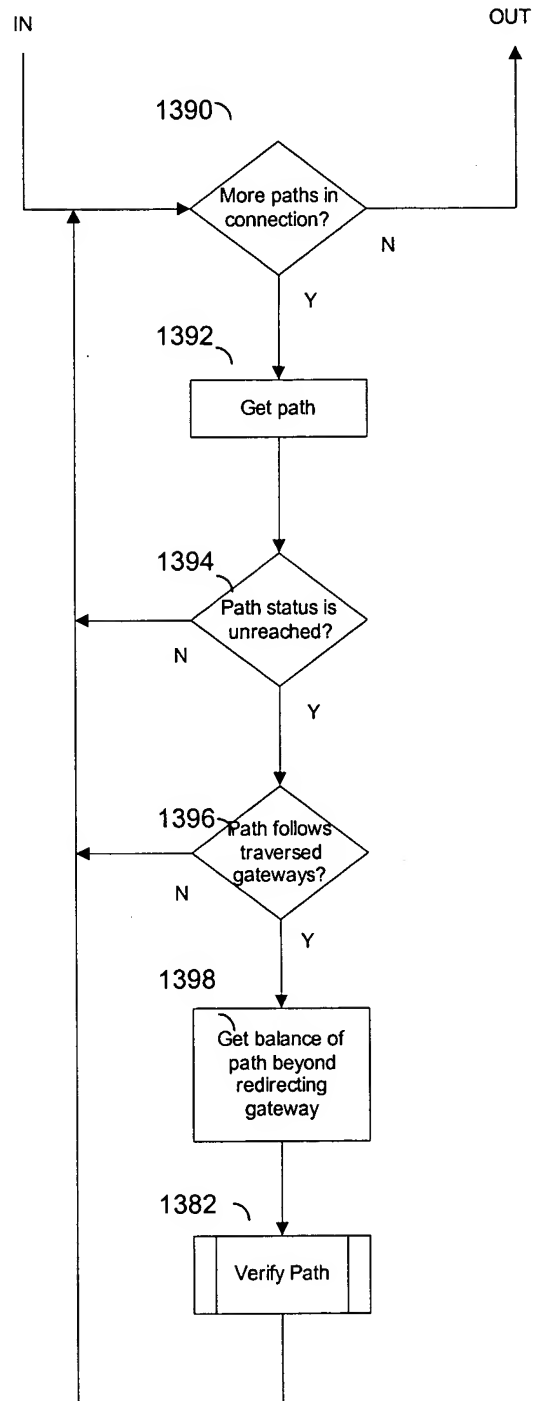 IN
OUT
1390
More paths in
connection?
N
Y
1392
Get path
1394
Path status is
unreached?
N
Y
1396
Path follows
traversed
gateways?
N
Y
1398
Get balance of
path beyond
redirecting
gateway
1382
Verify Path